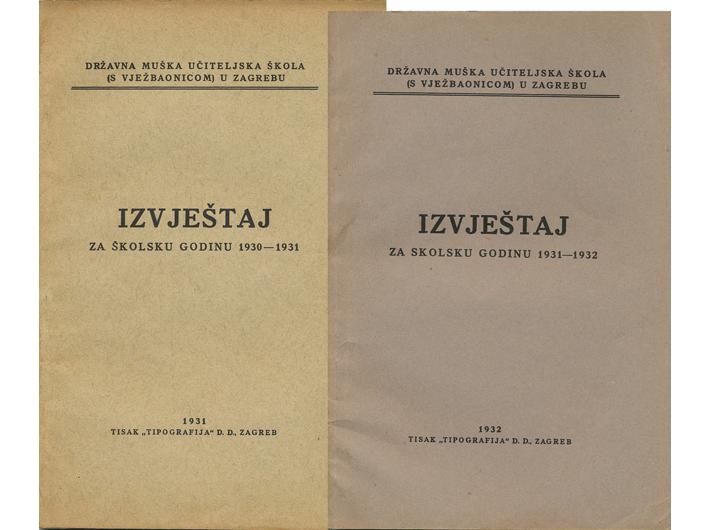 DRŽAVNA MUŠKA UČITELJSKA ŠKOLA
(S VJEŽBAONICOM) U ZAGREBU
IZVJEŠTAJ
ZA ŠKOLSKU GODINU 1930—1931
1931
TISAK „TIPOGRAFIJA" D. D., ZAGREB
DRŽAVNA MUŠKA UČITELJSKA ŠKOLA
(S VJEŽBAONICOM) U ZAGREBU
IZVJEŠTAJ
ZA SKOLSKU GODINU 1931—1932
1932
TISAK „TIPOGRAFIJA" D. D., ZAGREB